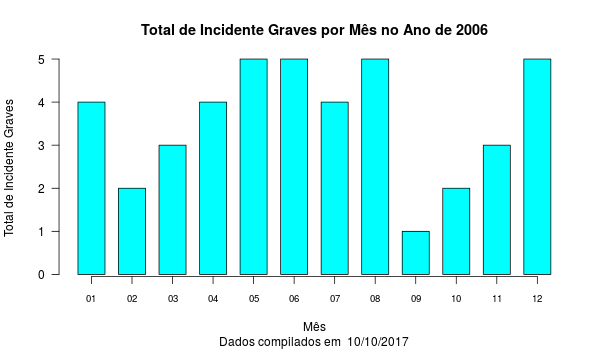 Total de Incidente Graves por Mês no Ano de 2006
Total de Incidente Graves
5
4
3
2
1
0
01 02 03 04 05 06 07 08 09 10 11 12
Mês
Dados compilados em 10/10/2017